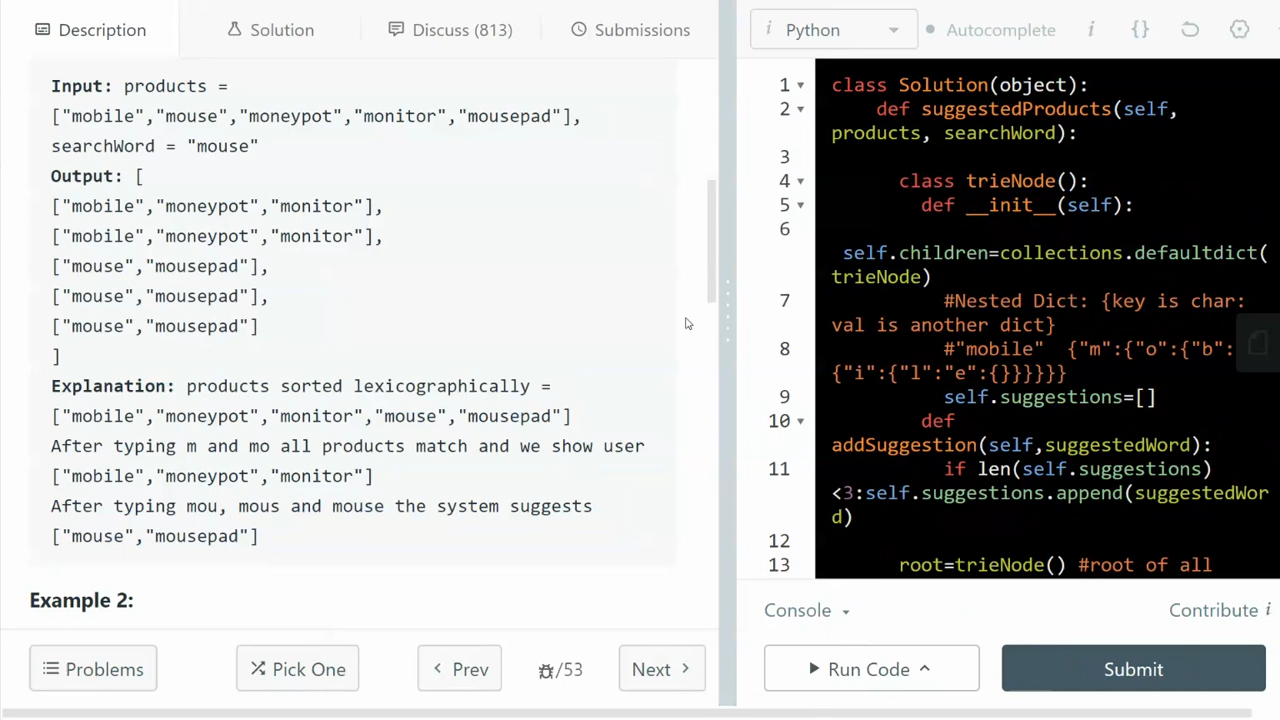 Description
Solution
Discuss (813)
Submissions
i Python
Autocomplete
i {}
Input: products =
["mobile","mouse","moneypot","monitor","mousepad"],
searchWord = "mouse"
Output: [
["mobile","moneypot","monitor"],
["mobile","moneypot","monitor"],
["mouse","mousepad"],
["mouse","mousepad"],
["mouse","mousepad"]
]
Explanation: products sorted lexicographically =
["mobile","moneypot","monitor","mouse","mousepad"]
After typing m and mo all products match and we show user
["mobile","moneypot","monitor"]
After typing mou, mous and mouse the system suggests
["mouse","mousepad"]
Example 2:
Problems
Pick One
Prev
/53
Next
1 class Solution(object):
2 def suggestedProducts(self,
products, searchWord):
3
4 class trieNode():
5 def __init__(self):
6
self.children=collections.defaultdict(
trieNode)
7 #Nested Dict: {key is char:
val is another dict}
8 #"mobile" {"m":{"o":{"b":
{"i":{"l":"e":{}}}}}}
9 self.suggestions=[]
10 def
addSuggestion(self,suggestedWord):
11 if len(self.suggestions)
<3:self.suggestions.append(suggestedWor
d)
12
13 root=trieNode() #root of all
Console
Contribute i
Run Code
Submit